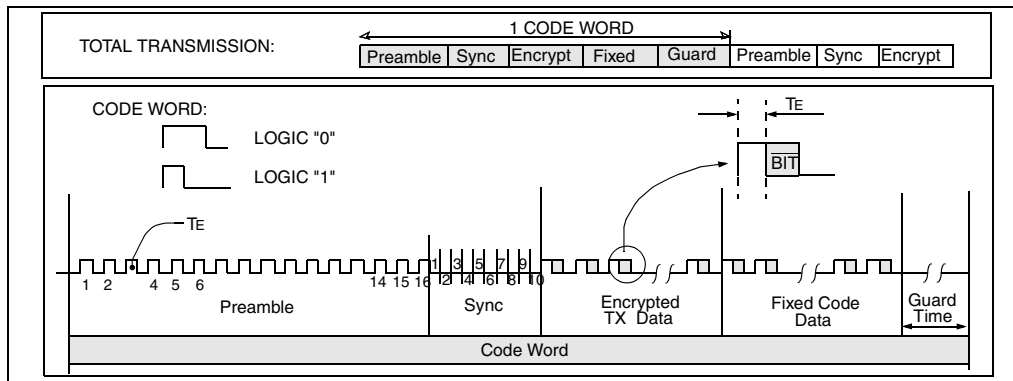 1 CODE WORD
TOTAL TRANSMISSION:
Preamble Sync Encrypt Fixed Guard Preamble Sync Encrypt
CODE WORD:
LOGIC "0"
LOGIC "1"
TE
BIT
TE
1 2 4 5 6 14 15 16
1 3 5 7 9
2 4 6 8 10
Preamble
Sync
Encrypted
TX Data
Fixed Code
Data
Guard
Time
Code Word